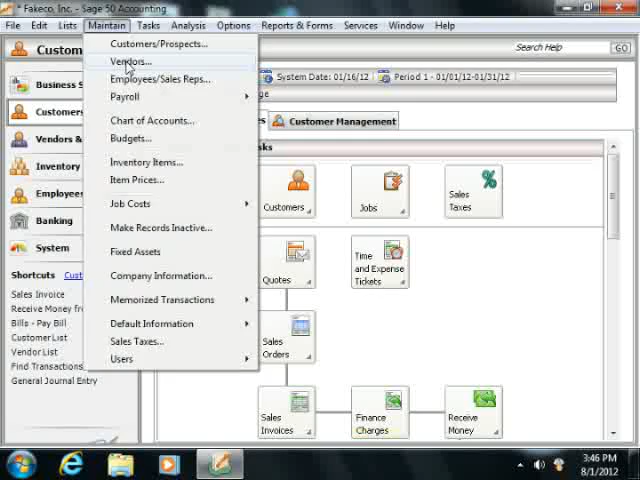 * Fakeco, Inc. - Sage 50 Accounting
File Edit Lists Maintain Tasks Analysis Options Reports & Forms Services Window Help
Search Help GO
System Date: 01/16/12 Period 1 - 01/01/12-01/31/12
Customers/Prospects...
Vendors...
Employees/Sales Reps...
Payroll
Chart of Accounts...
Budgets...
Inventory Items...
Item Prices...
Job Costs
Make Records Inactive...
Fixed Assets
Company Information...
Memorized Transactions
Default Information
Sales Taxes...
Users
Custom
Business S
Customers
Vendors &
Inventory
Employees
Banking
System
Shortcuts Cust
Sales Invoice
Receive Money fr
Bills - Pay Bill
Customer List
Vendor List
Find Transactions
General Journal Entry
Customer Management
sks
Customers
Jobs
Sales
Taxes
Quotes
Time
and Expense
Tickets
Sales
Orders
Sales
Invoices
Finance
Charges
Receive
Money
3:46 PM
8/1/2012